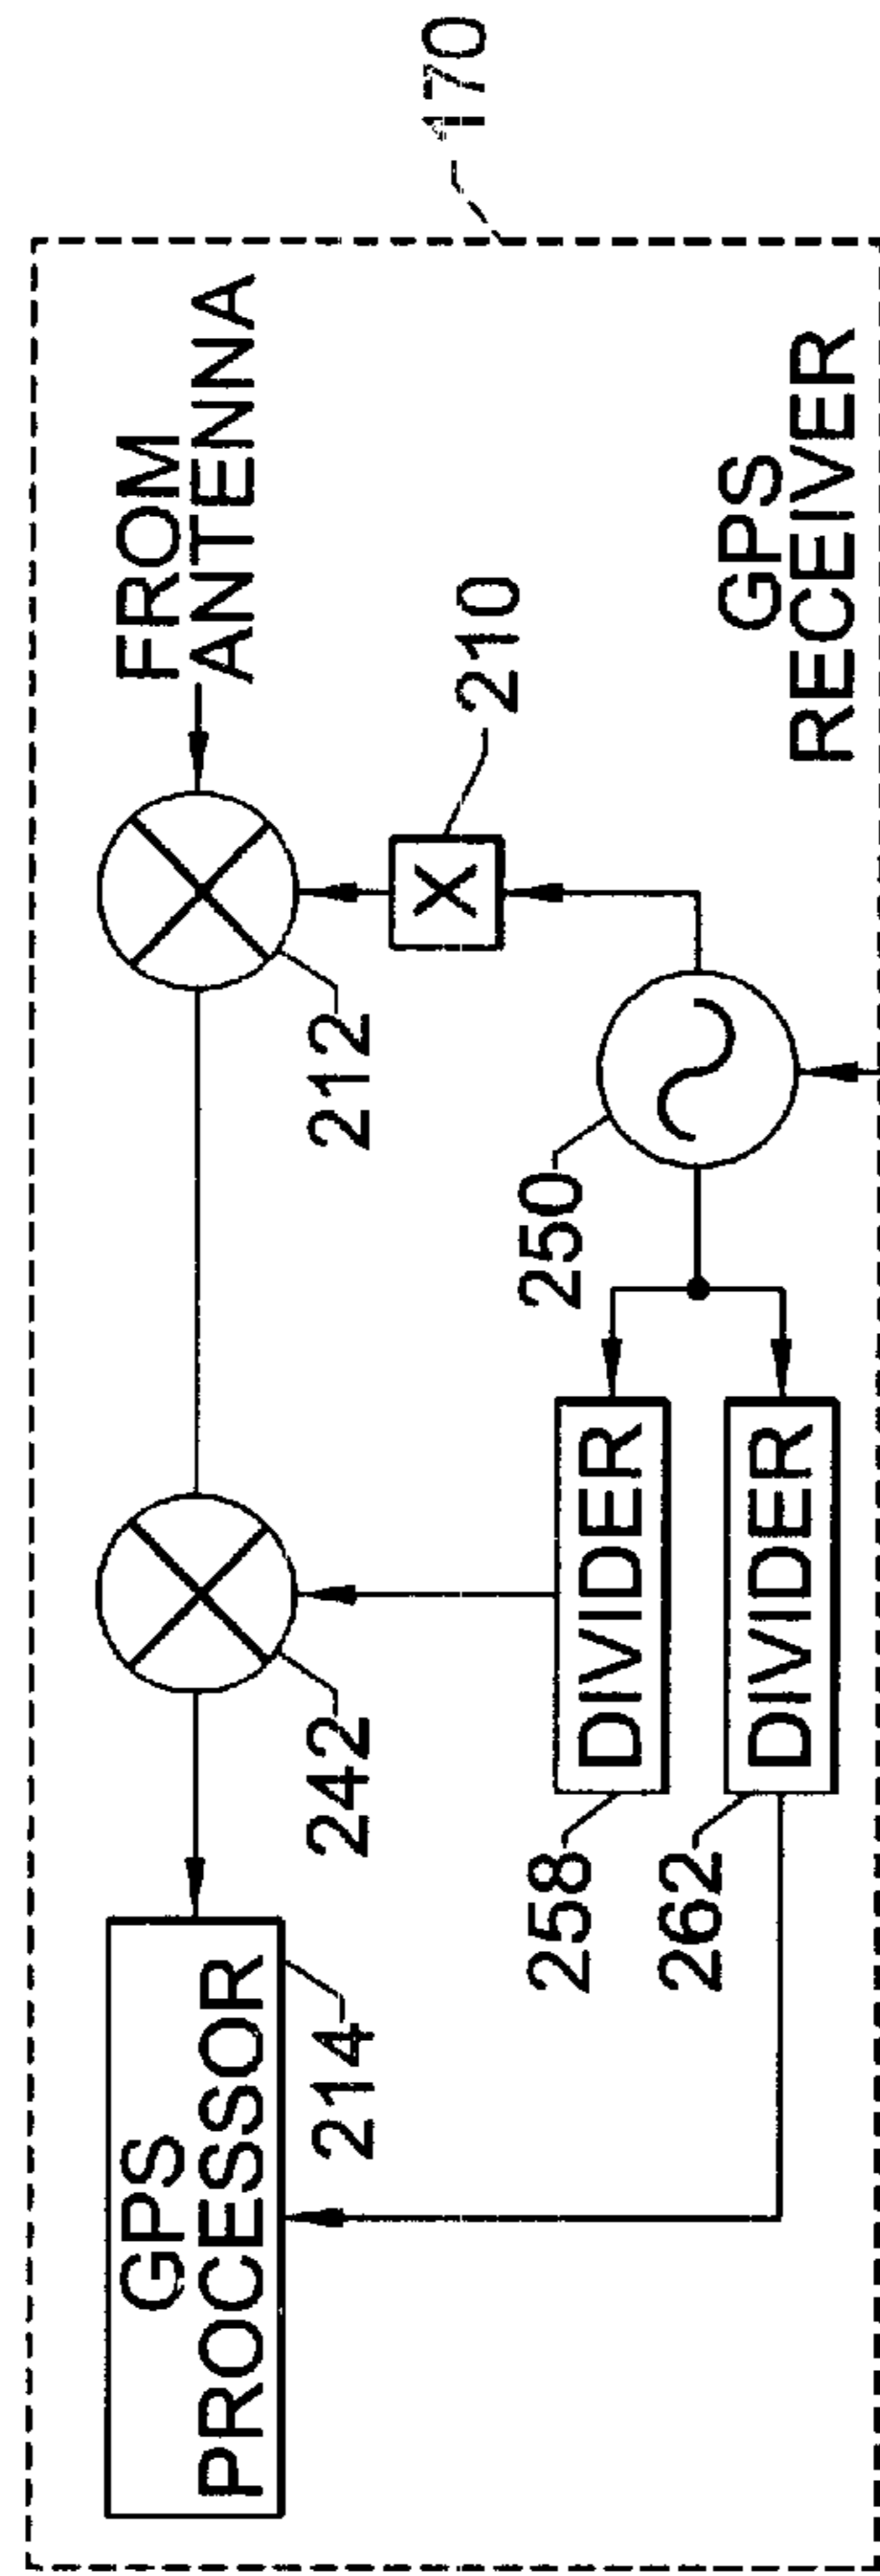 GPS
PROCESSOR
214
242
212
FROM
ANTENNA
170
210
X
250
258
DIVIDER
262
DIVIDER
GPS
RECEIVER